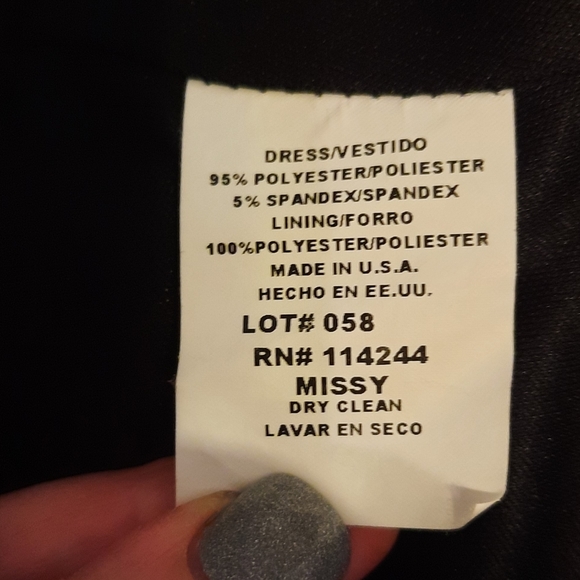 DRESS/VESTIDO
95% POLYESTER/POLIESTER
5% SPANDEX/SPANDEX
LINING/FORRO
100%POLYESTER/POLIESTER
MADE IN U.S.A.
HECHO EN EE.UU.
LOT# 058
RN# 114244
MISSY
DRY CLEAN
LAVAR EN SECO